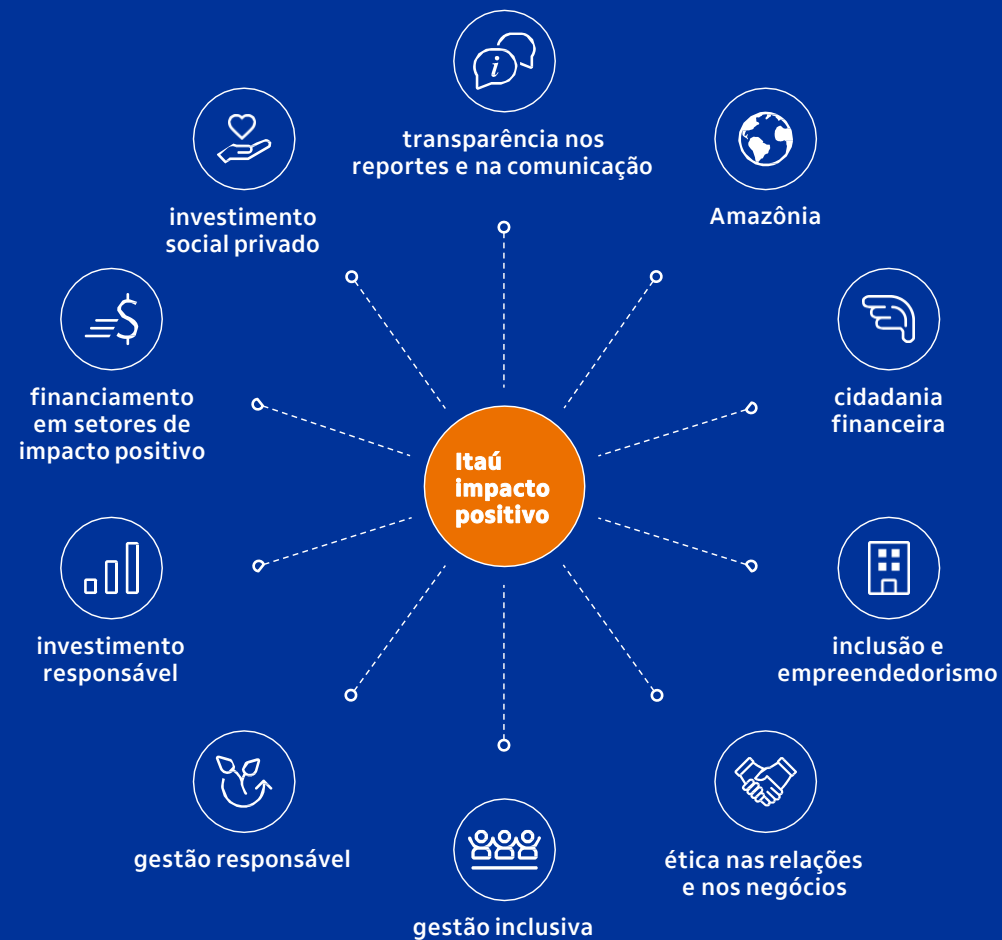 transparência nos
reportes e na comunicação
Amazônia
cidadania
financeira
inclusão e
empreendedorismo
ética nas relações
e nos negócios
gestão inclusiva
gestão responsável
investimento
responsável
financiamento
em setores de
impacto positivo
investimento
social privado
Itaú
impacto
positivo